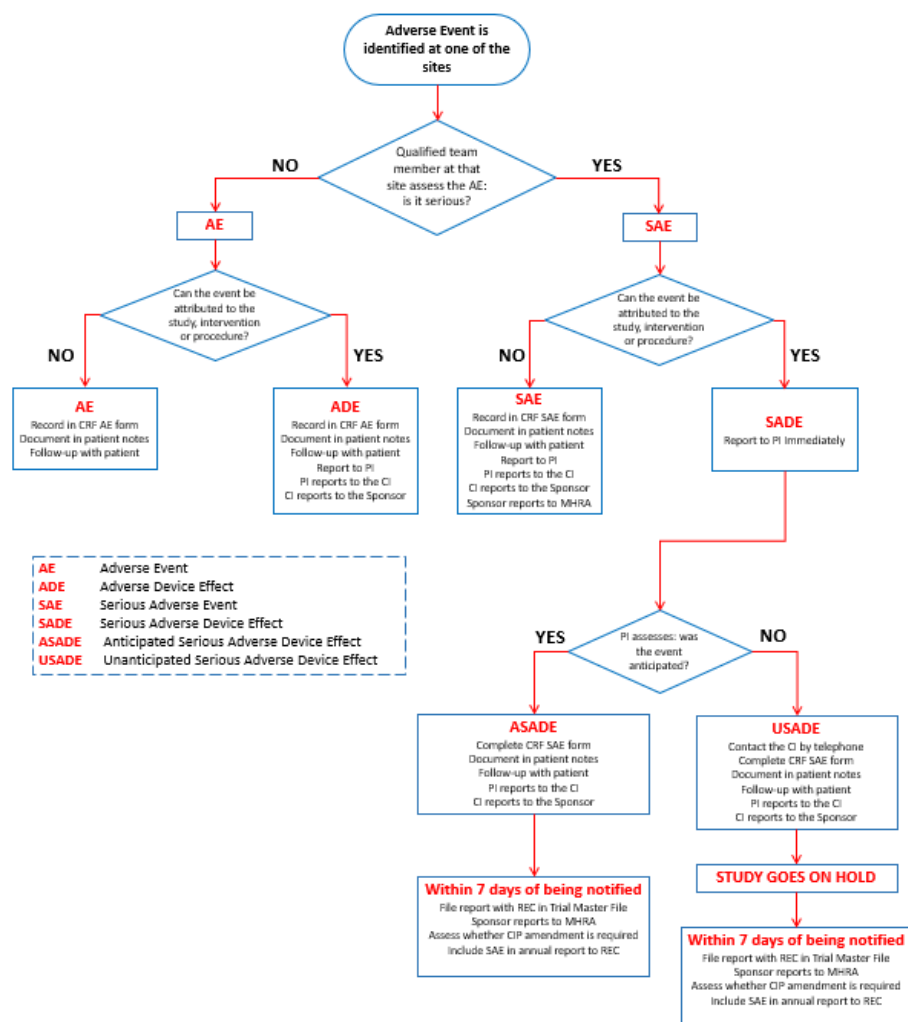 Adverse Event is
identified at one of the
sites
Qualified team
member at that
site assess the AE:
is it serious?
NO
YES
AE
SAE
Can the event be
attributed to the
study, intervention
or procedure?
Can the event be
attributed to the
study, intervention
or procedure?
NO
YES
NO
YES
AE
Record in CRF AE form
Document in patient notes
Follow-up with patient
ADE
Record in CRF AE form
Document in patient notes
Follow-up with patient
Report to PI
PI reports to the CI
CI reports to the Sponsor
SAE
Record in CRF SAE form
Document in patient notes
Follow-up with patient
Report to PI
PI reports to the CI
CI reports to the Sponsor
Sponsor reports to MHRA
SADE
Report to PI Immediately
AE Adverse Event
ADE Adverse Device Effect
SAE Serious Adverse Event
SADE Serious Adverse Device Effect
ASADE Anticipated Serious Adverse Device Effect
USADE Unanticipated Serious Adverse Device Effect
PI assesses: was
the event
anticipated?
YES
NO
ASADE
Complete CRF SAE form
Document in patient notes
Follow-up with patient
PI reports to the CI
CI reports to the Sponsor
USADE
Contact the CI by telephone
Complete CRF SAE form
Document in patient notes
Follow-up with patient
PI reports to the CI
CI reports to the Sponsor
STUDY GOES ON HOLD
Within 7 days of being notified
File report with REC in Trial Master File
Sponsor reports to MHRA
Assess whether CIP amendment is required
Include SAE in annual report to REC
Within 7 days of being notified
File report with REC in Trial Master File
Sponsor reports to MHRA
Assess whether CIP amendment is required
Include SAE in annual report to REC